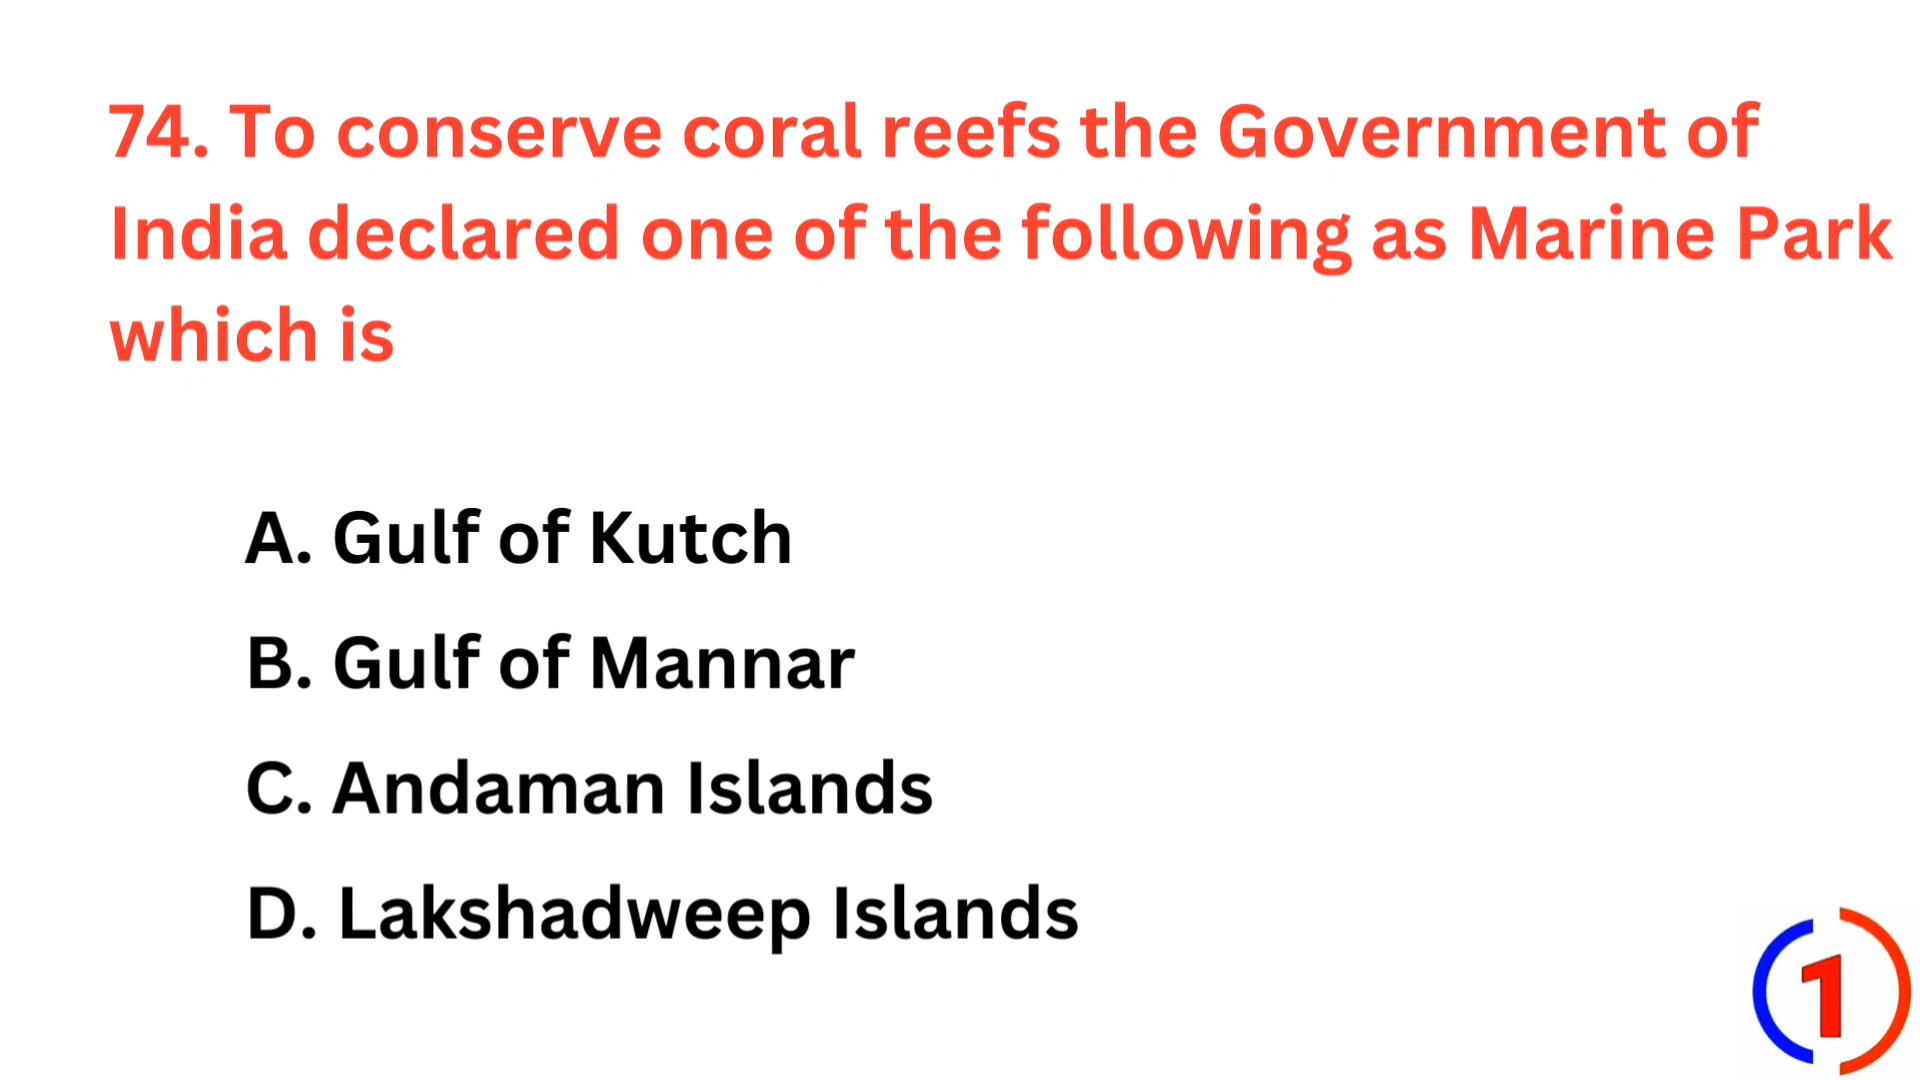 74. To conserve coral reefs the Government of
India declared one of the following as Marine Park
which is
A. Gulf of Kutch
B. Gulf of Mannar
C. Andaman Islands
D. Lakshadweep Islands
1